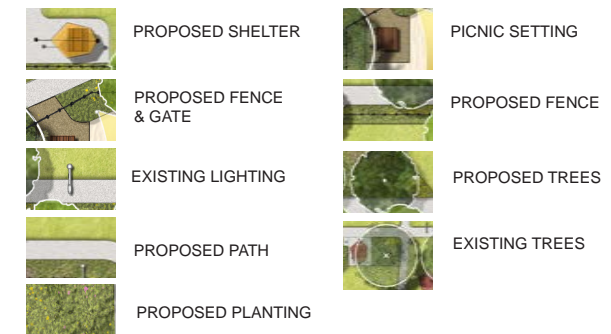 PROPOSED SHELTER
PROPOSED FENCE
& GATE
EXISTING LIGHTING
PROPOSED PATH
PROPOSED PLANTING
PICNIC SETTING
PROPOSED FENCE
PROPOSED TREES
EXISTING TREES